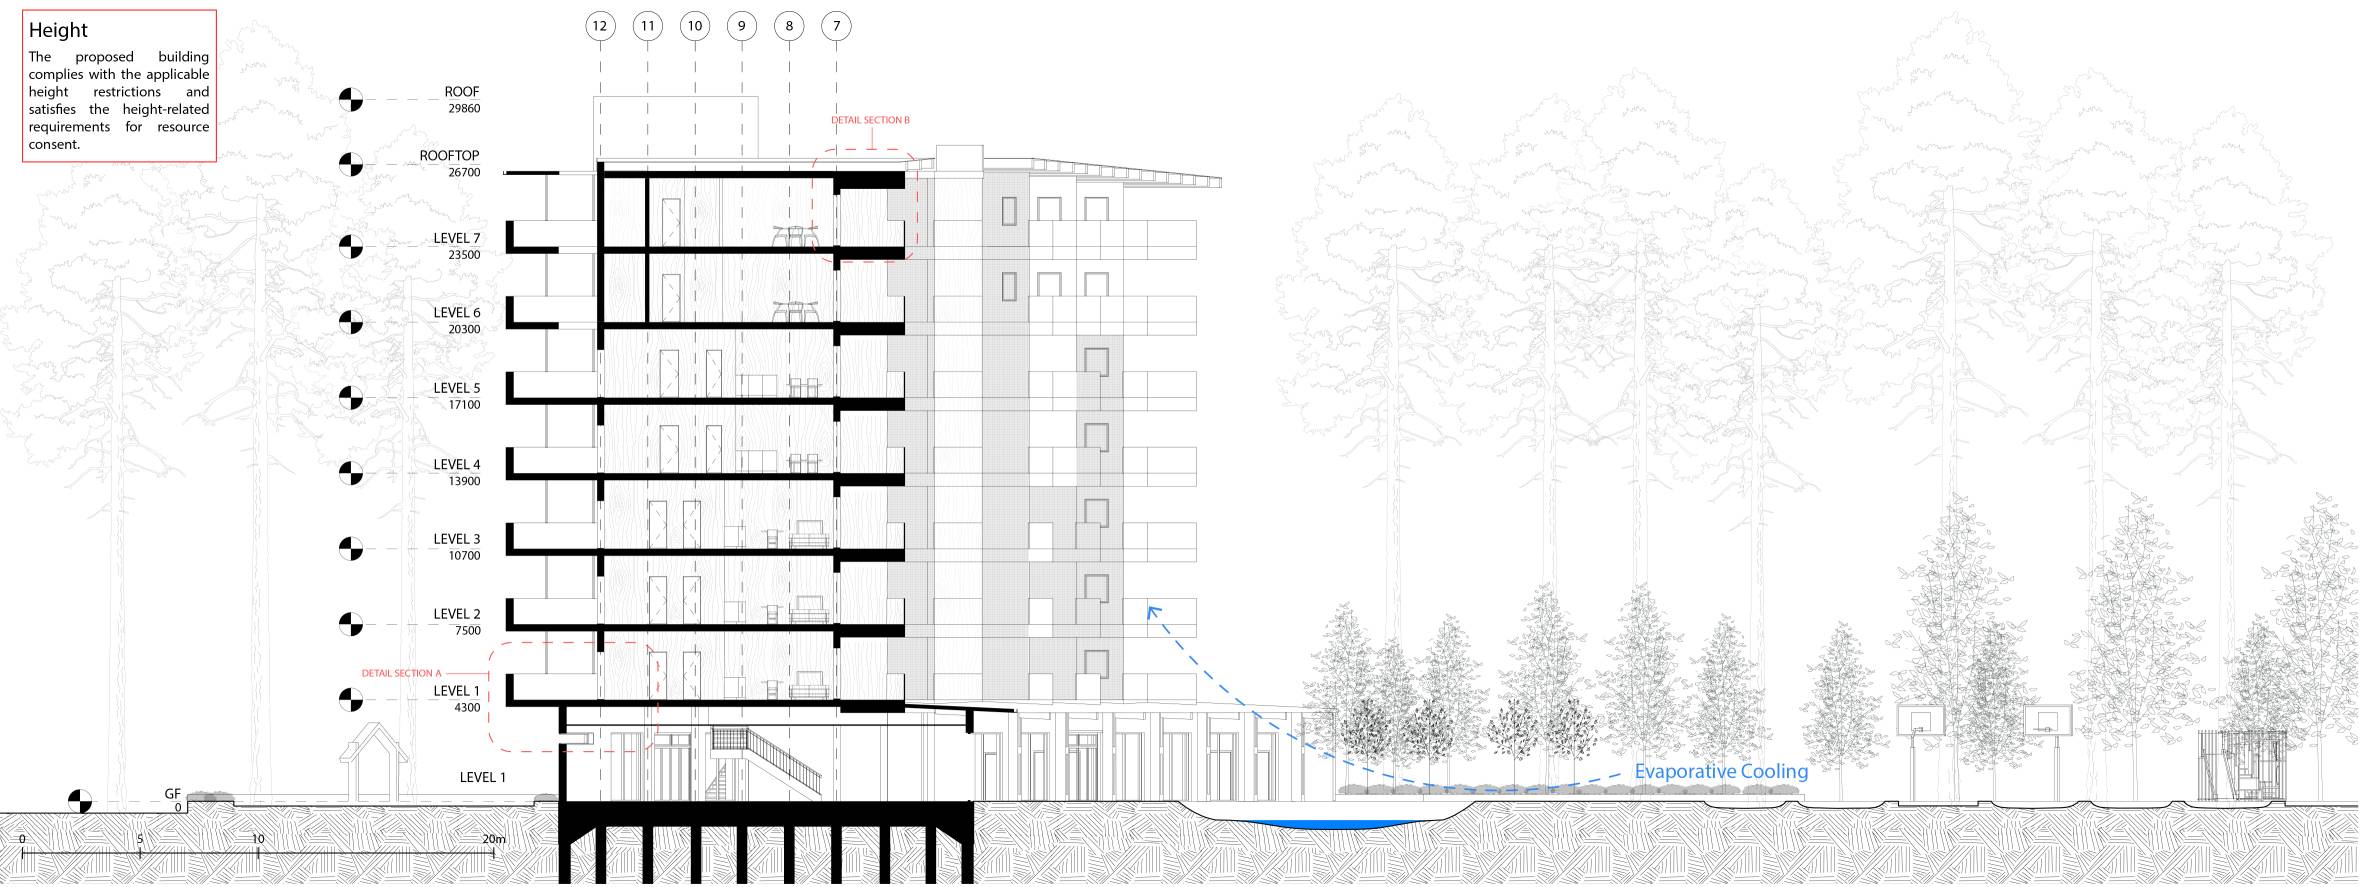 Height
The proposed building
complies with the applicable
height restrictions and
satisfies the height-related
requirements for resource
consent.
12 11 10 9 8 7
ROOF
29860
DETAIL SECTION B
ROOFTOP
26700
LEVEL 7
23500
LEVEL 6
20300
LEVEL 5
17100
LEVEL 4
13900
LEVEL 3
10700
LEVEL 2
7500
DETAIL SECTION A
LEVEL 1
4300
LEVEL 1
Evaporative Cooling
GF
0
0 5 10 20m